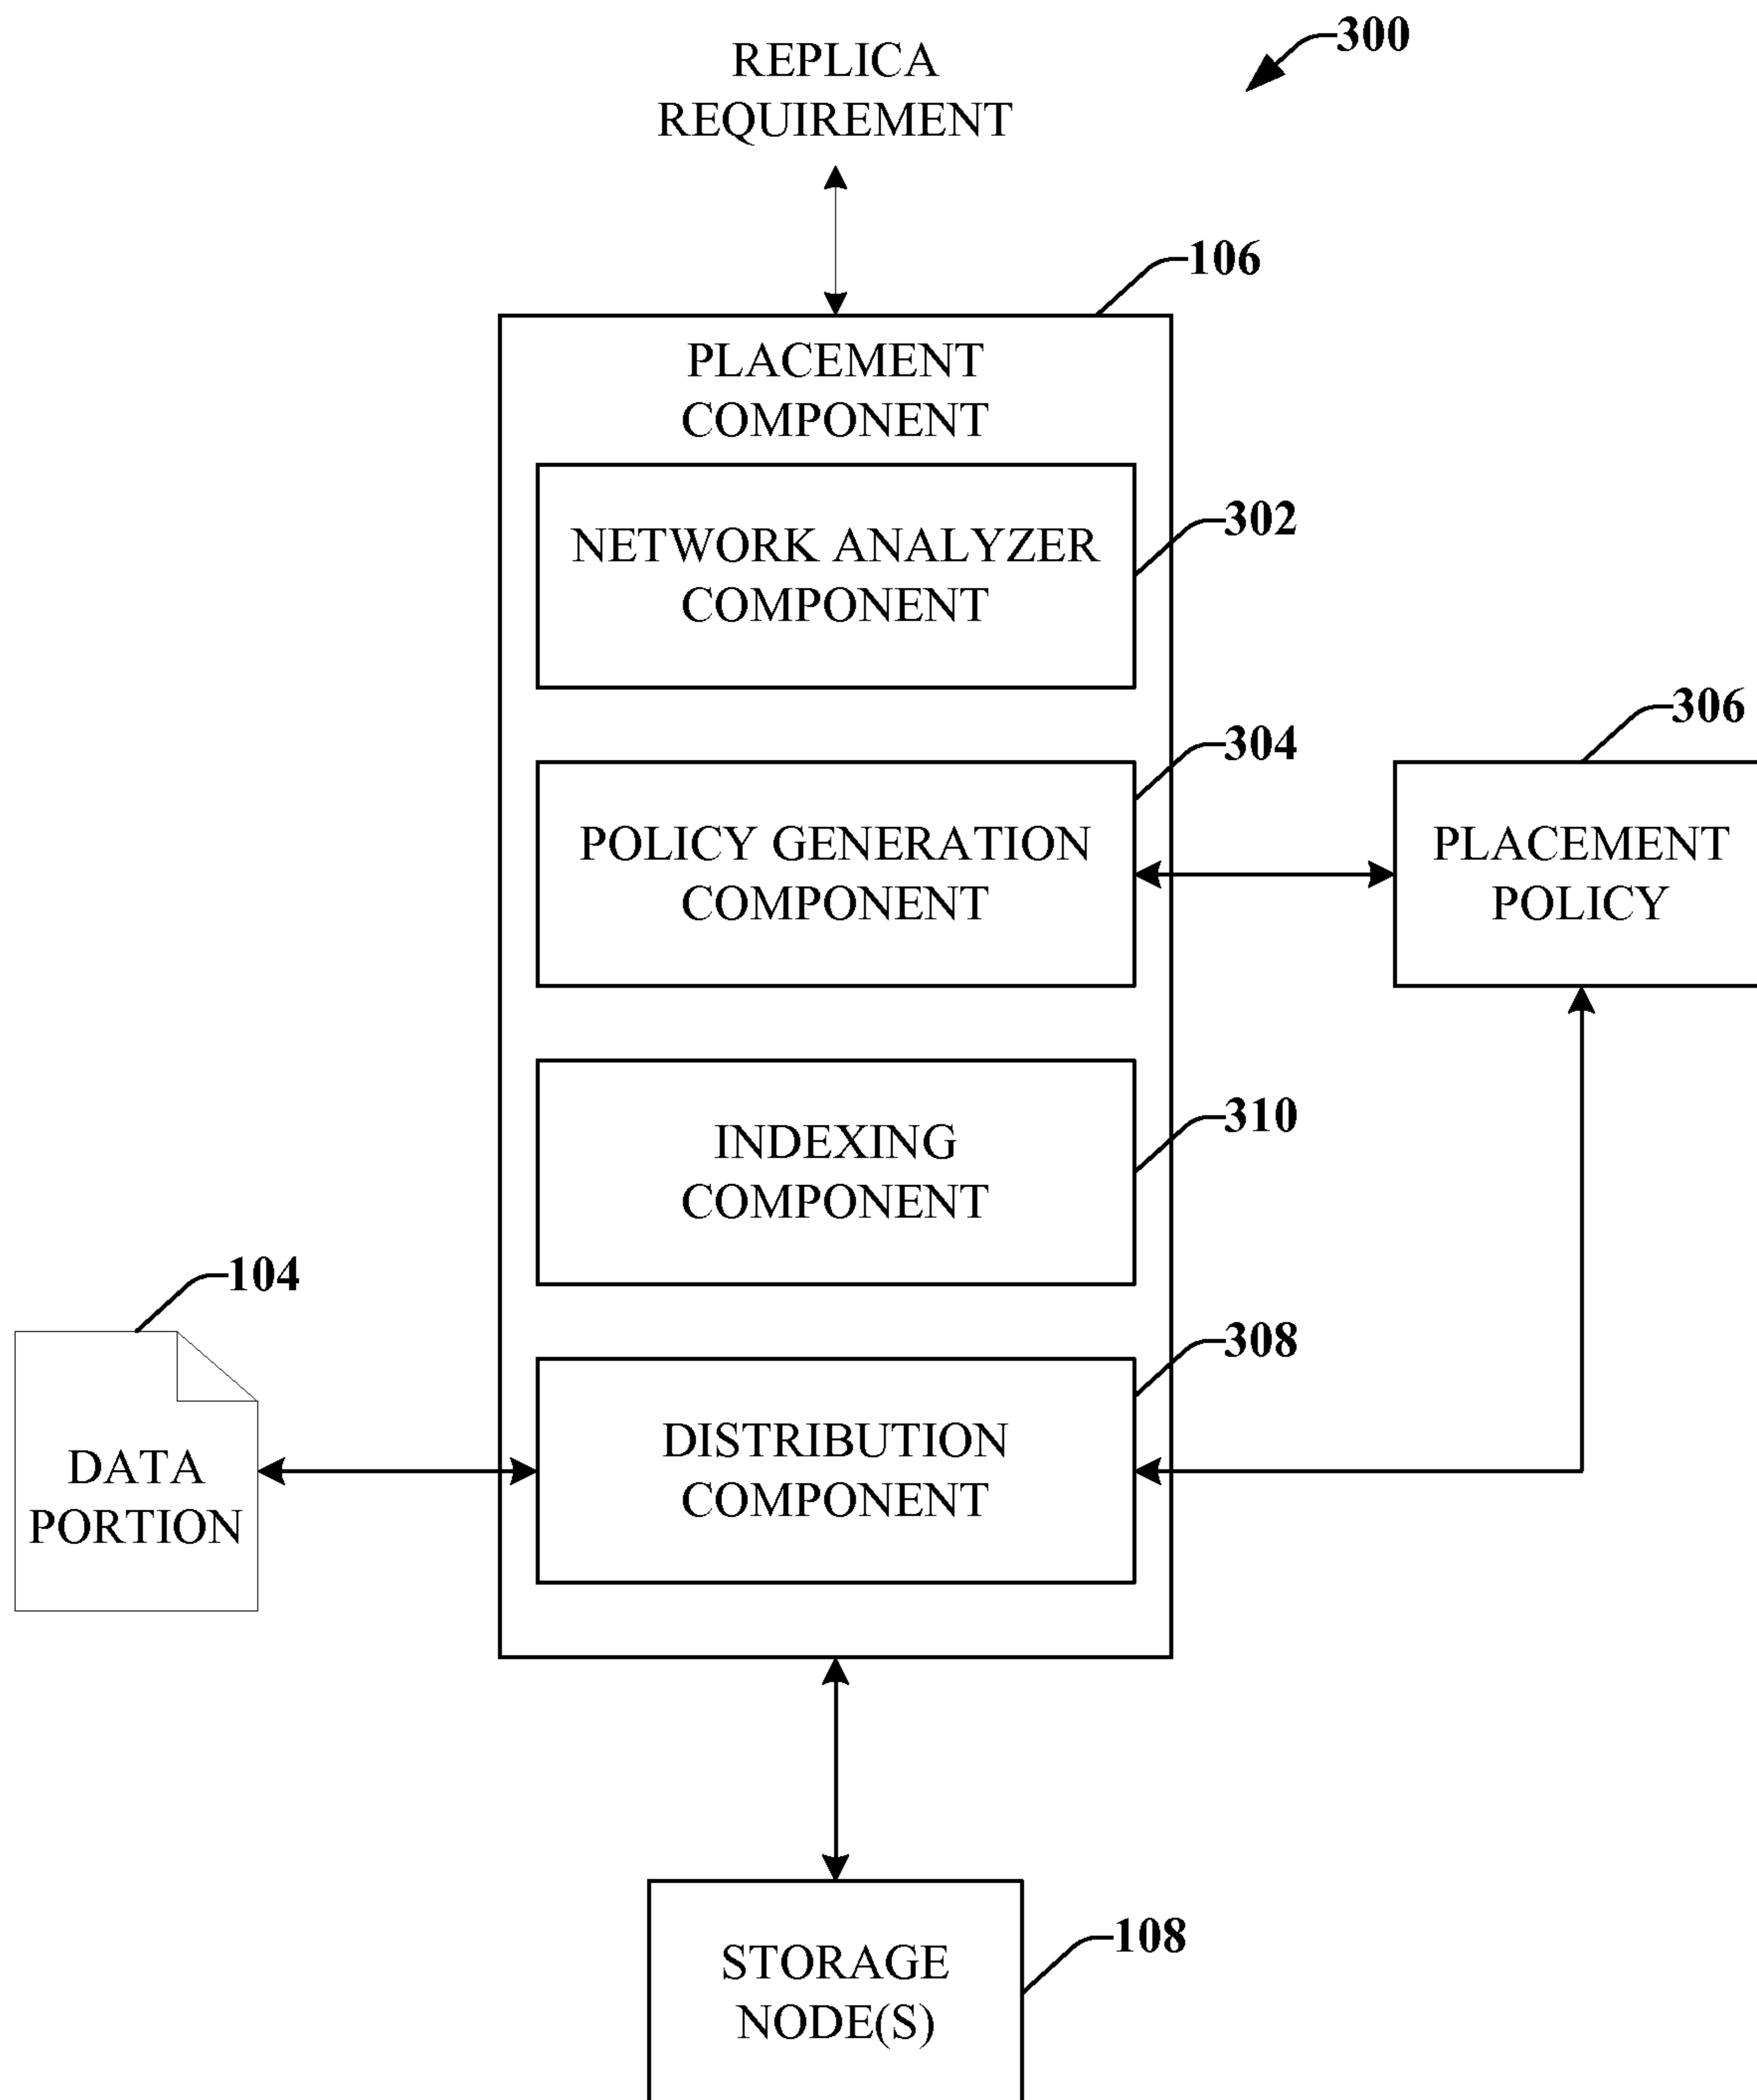 300
REPLICA
REQUIREMENT
106
PLACEMENT
COMPONENT
302
NETWORK ANALYZER
COMPONENT
304
306
POLICY GENERATION
COMPONENT
PLACEMENT
POLICY
310
INDEXING
COMPONENT
104
308
DATA
PORTION
DISTRIBUTION
COMPONENT
108
STORAGE
NODE(S)